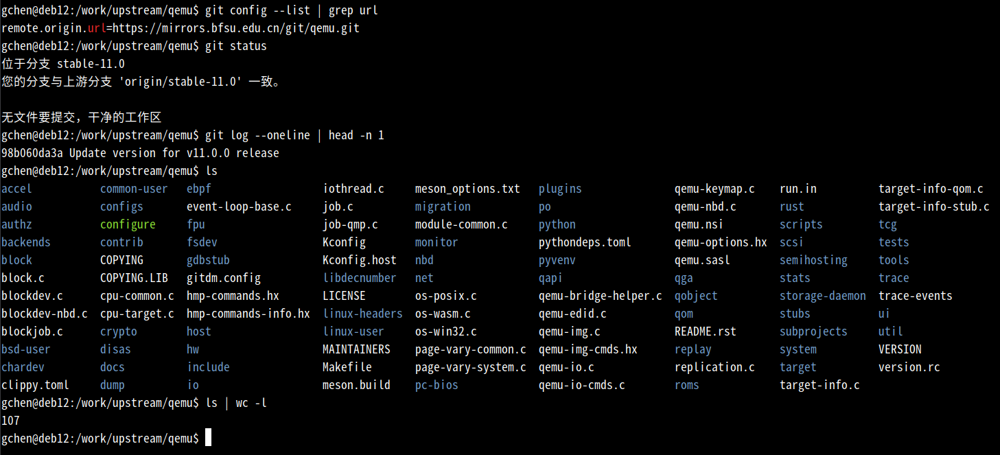 gchen@deb12:/work/upstream/qemu$ git config --list | grep url
remote.origin.url=https://mirrors.bfsu.edu.cn/git/qemu.git
gchen@deb12:/work/upstream/qemu$ git status
位于分支 stable-11.0
您的分支与上游分支 'origin/stable-11.0' 一致。

无文件要提交，干净的工作区
gchen@deb12:/work/upstream/qemu$ git log --oneline | head -n 1
98b060da3a Update version for v11.0.0 release
gchen@deb12:/work/upstream/qemu$ ls
accel common-user ebpf iothread.c meson_options.txt plugins qemu-keymap.c run.in target-info-qom.c
audio configs event-loop-base.c job.c migration po qemu-nbd.c rust target-info-stub.c
authz configure fpu job-qmp.c module-common.c python qemu.nsi scripts tcg
backends contrib fsdev Kconfig monitor pythondeps.toml qemu-options.hx scsi tests
block COPYING gdbstub Kconfig.host nbd pyvenv qemu.sasl semihosting tools
block.c COPYING.LIB gitdm.config libdecnumber net qapi qga stats trace
blockdev.c cpu-common.c hmp-commands.hx LICENSE os-posix.c qemu-bridge-helper.c qobject storage-daemon trace-events
blockdev-nbd.c cpu-target.c hmp-commands-info.hx linux-headers os-wasm.c qemu-edid.c qom stubs ui
blockjob.c crypto host linux-user os-win32.c qemu-img.c README.rst subprojects util
bsd-user disas hw MAINTAINERS page-vary-common.c qemu-img-cmds.hx replay system VERSION
chardev docs include Makefile page-vary-system.c qemu-io.c replication.c target version.rc
clippy.toml dump io meson.build pc-bios qemu-io-cmds.c roms target-info.c
gchen@deb12:/work/upstream/qemu$ ls | wc -l
107
gchen@deb12:/work/upstream/qemu$